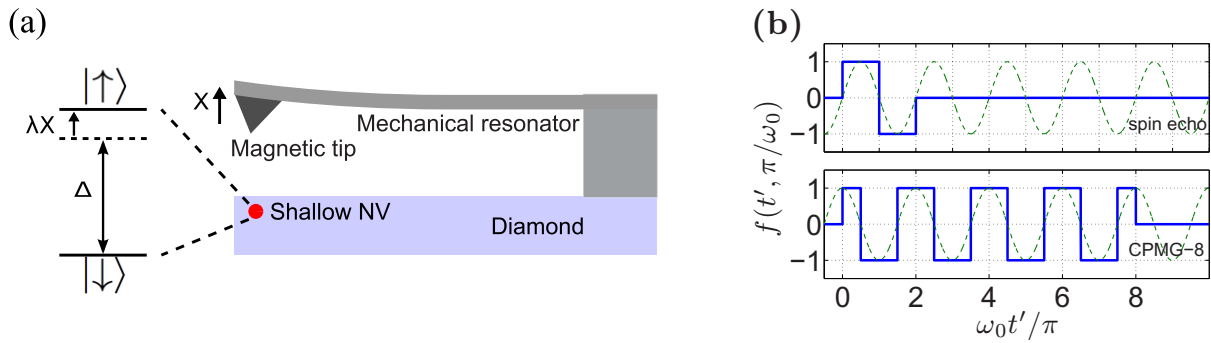 (a)
|↑⟩
λX
Δ
|↓⟩
X
Mechanical resonator
Magnetic tip
Shallow NV
Diamond
(b)
f(t′, π/ω₀)
1
0
−1
spin echo
1
0
−1
CPMG−8
0 2 4 6 8
ω₀t′/π